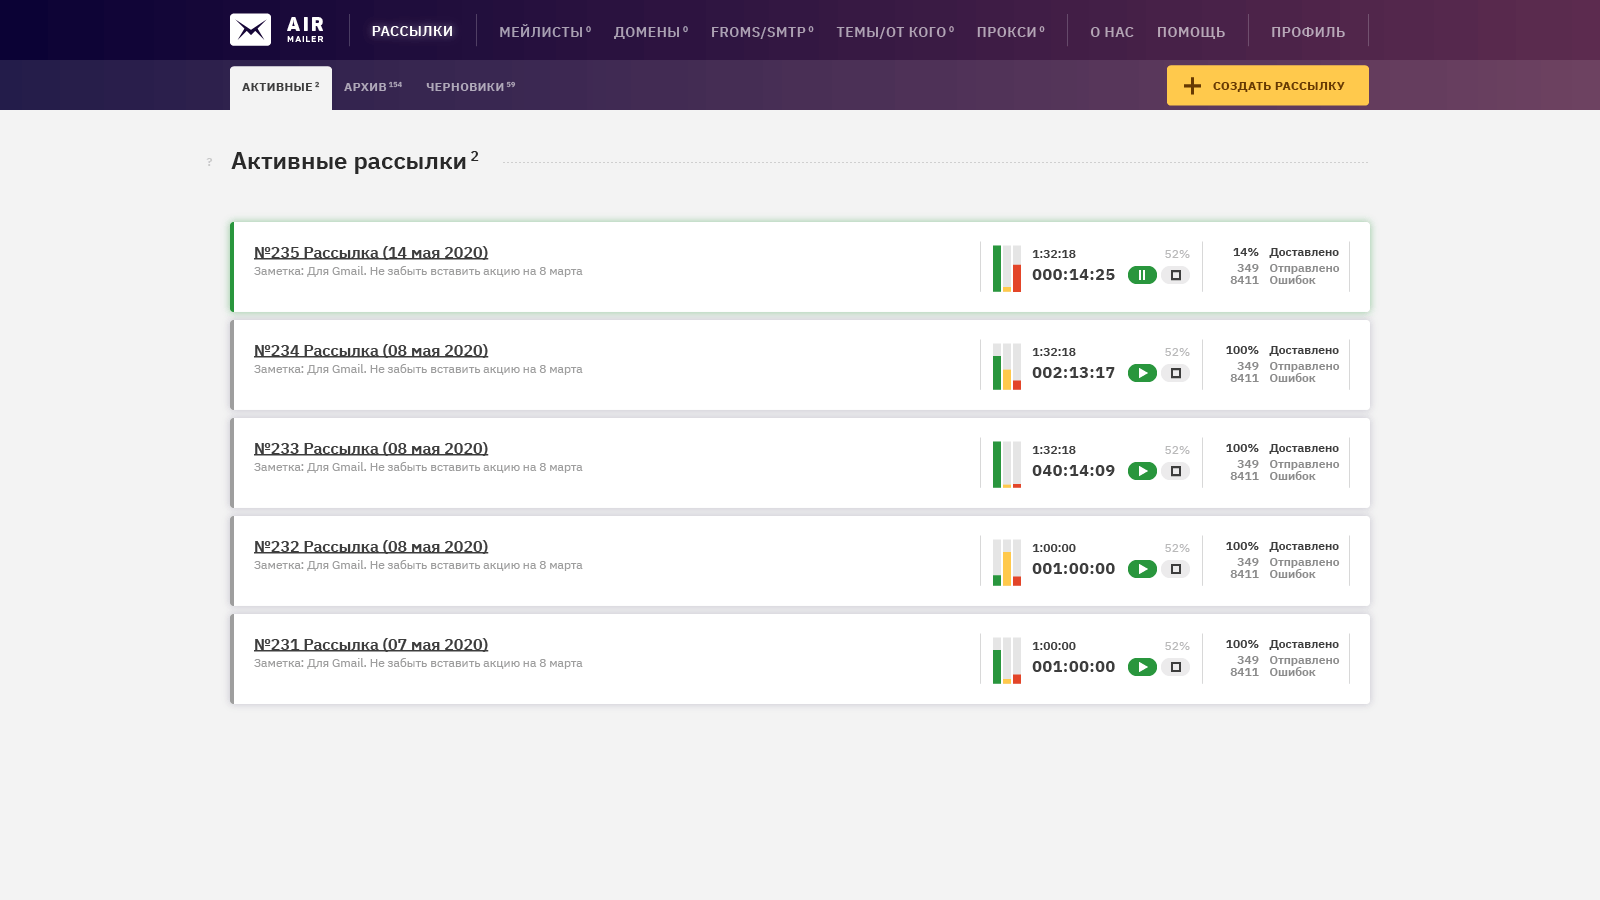 AIR
MAILER
РАССЫЛКИ
МЕЙЛИСТЫ 0
ДОМЕНЫ 0
FROMS/SMTP 0
ТЕМЫ/ОТ КОГО 0
ПРОКСИ 0
О НАС
ПОМОЩЬ
ПРОФИЛЬ
АКТИВНЫЕ 2
АРХИВ 154
ЧЕРНОВИКИ 59
СОЗДАТЬ РАССЫЛКУ
?
Активные рассылки 2
№235 Рассылка (14 мая 2020)
Заметка: Для Gmail. Не забыть вставить акцию на 8 марта
1:32:18
52%
000:14:25
14% Доставлено
349 Отправлено
8411 Ошибок
№234 Рассылка (08 мая 2020)
Заметка: Для Gmail. Не забыть вставить акцию на 8 марта
1:32:18
52%
002:13:17
100% Доставлено
349 Отправлено
8411 Ошибок
№233 Рассылка (08 мая 2020)
Заметка: Для Gmail. Не забыть вставить акцию на 8 марта
1:32:18
52%
040:14:09
100% Доставлено
349 Отправлено
8411 Ошибок
№232 Рассылка (08 мая 2020)
Заметка: Для Gmail. Не забыть вставить акцию на 8 марта
1:00:00
52%
001:00:00
100% Доставлено
349 Отправлено
8411 Ошибок
№231 Рассылка (07 мая 2020)
Заметка: Для Gmail. Не забыть вставить акцию на 8 марта
1:00:00
52%
001:00:00
100% Доставлено
349 Отправлено
8411 Ошибок